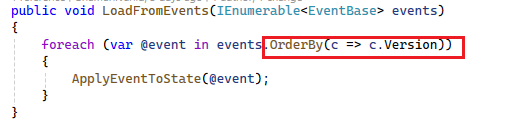 public void LoadFromEvents(IEnumerable<EventBase> events)
{
foreach (var @event in events.OrderBy(c => c.Version))
{
ApplyEventToState(@event);
}
}